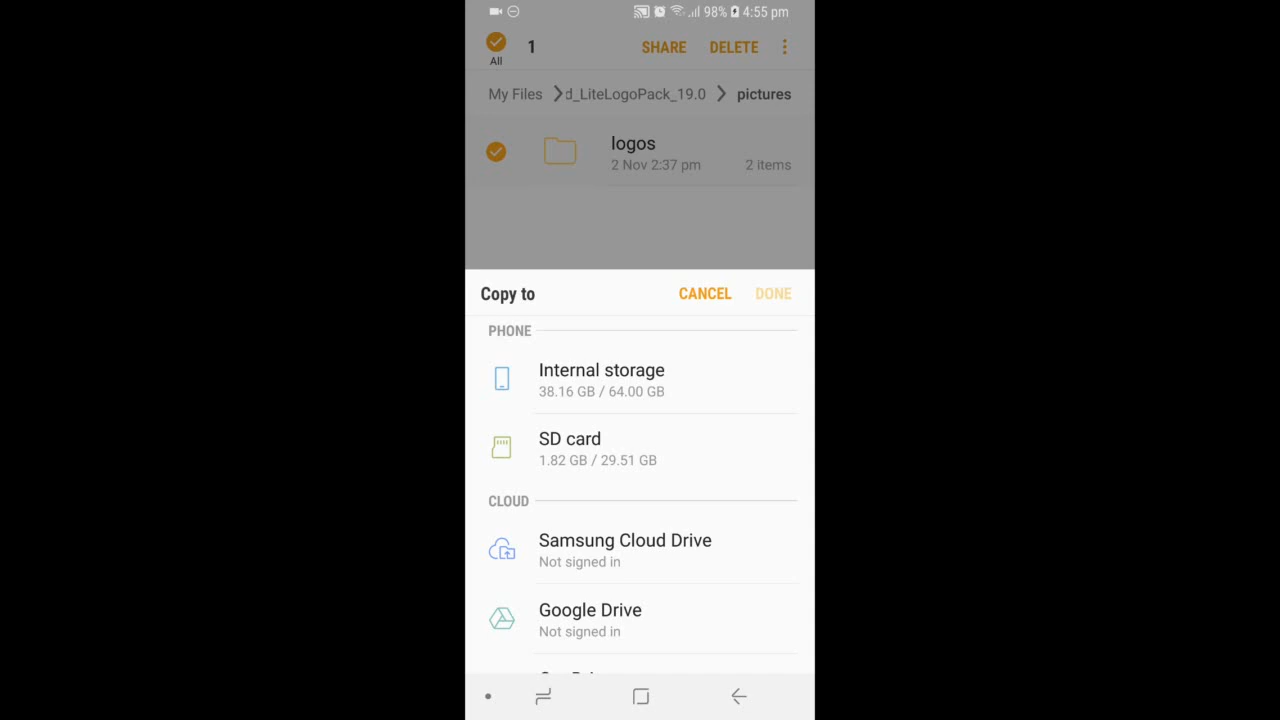 98% 4:55 pm
1 SHARE DELETE
All
My Files d_LiteLogoPack_19.0 pictures
logos
2 Nov 2:37 pm 2 items
Copy to CANCEL DONE
PHONE
Internal storage
38.16 GB / 64.00 GB
SD card
1.82 GB / 29.51 GB
CLOUD
Samsung Cloud Drive
Not signed in
Google Drive
Not signed in